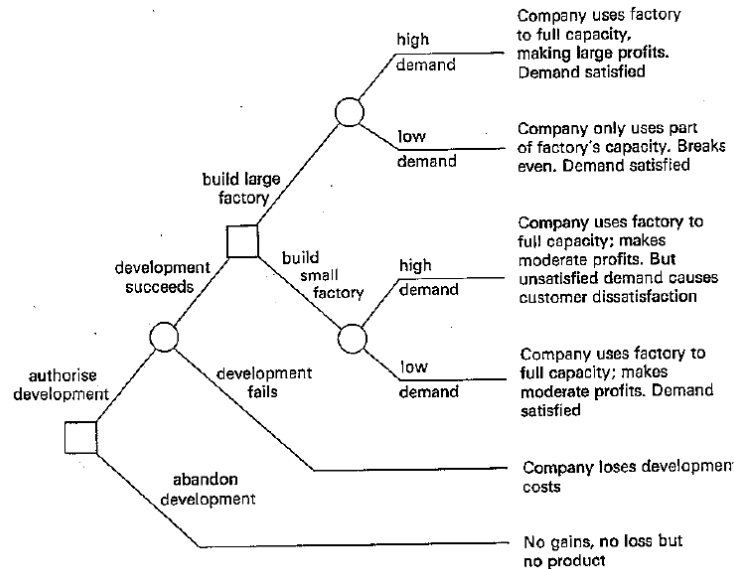 high
demand
Company uses factory
to full capacity,
making large profits.
Demand satisfied
low
demand
Company only uses part
of factory's capacity. Breaks
even. Demand satisfied
build large
factory
build
small
factory
high
demand
Company uses factory to
full capacity; makes
moderate profits. But
unsatisfied demand causes
customer dissatisfaction
development
succeeds
low
demand
Company uses factory to
full capacity; makes
moderate profits. Demand
satisfied
authorise
development
development
fails
Company loses development
costs
abandon
development
No gains, no loss but
no product